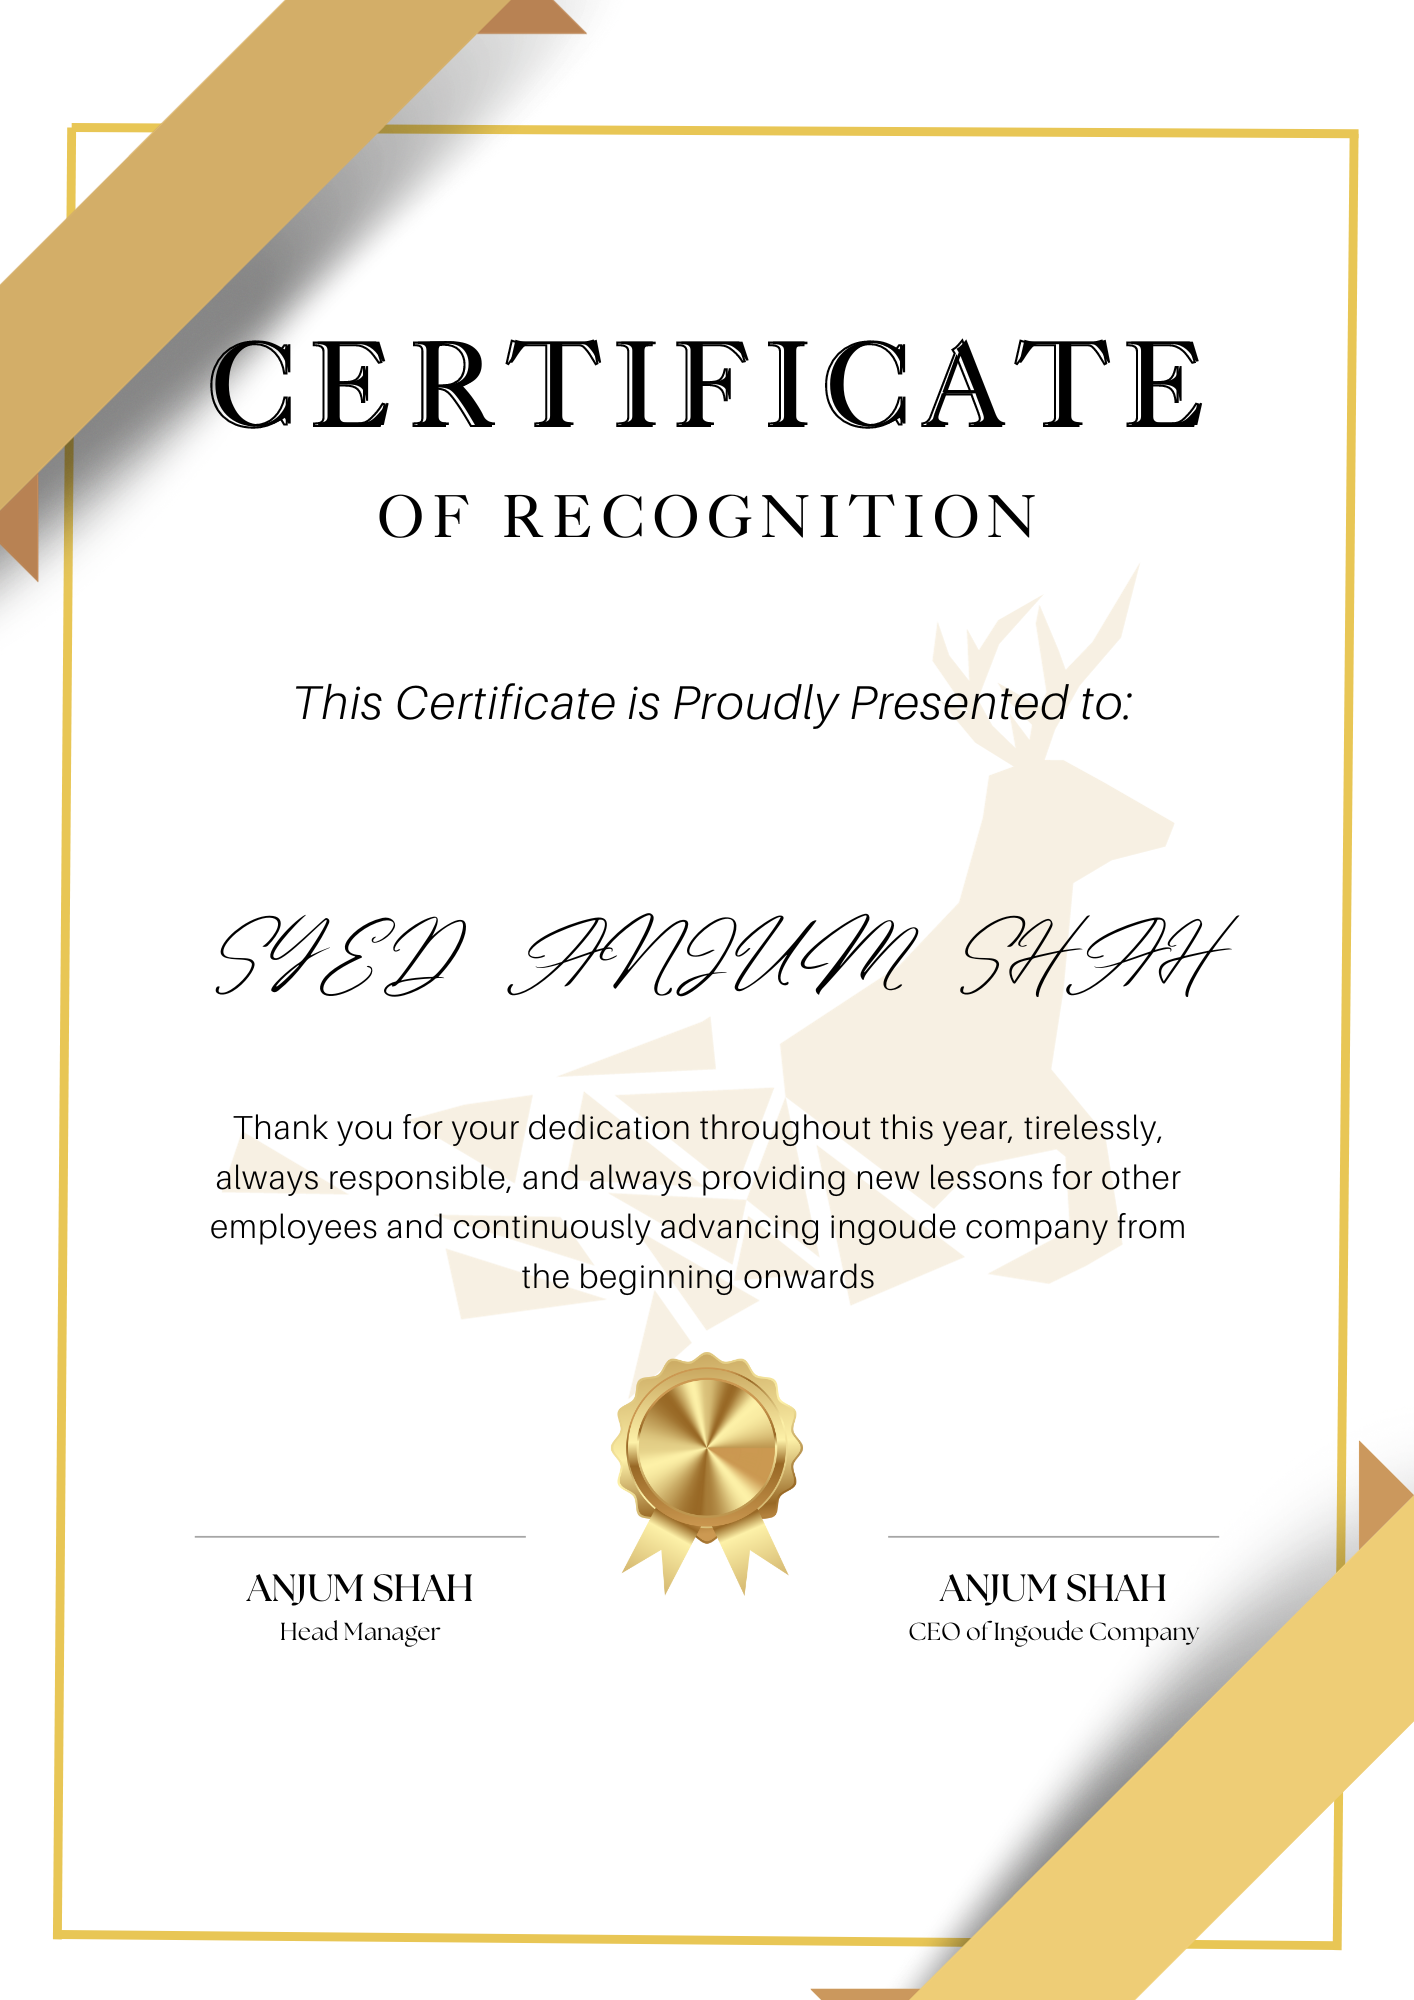 CERTIFICATE
OF RECOGNITION
This Certificate is Proudly Presented to:
SYED ANJUM SHAH
Thank you for your dedication throughout this year, tirelessly,
always responsible, and always providing new lessons for other
employees and continuously advancing ingoude company from
the beginning onwards
ANJUM SHAH
Head Manager
ANJUM SHAH
CEO of Ingoude Company